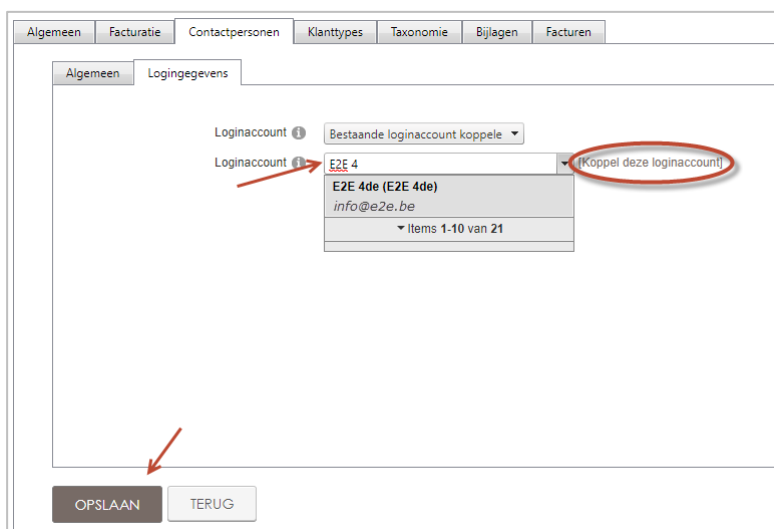 Algemeen Facturatie Contactpersonen Klanttypes Taxonomie Bijlagen Facturen
Algemeen Logingegevens
Loginaccount i Bestaande loginaccount koppele
Loginaccount i E2E 4 [Koppel deze loginaccount]
E2E 4de (E2E 4de)
info@e2e.be
Items 1-10 van 21
OPSLAAN TERUG